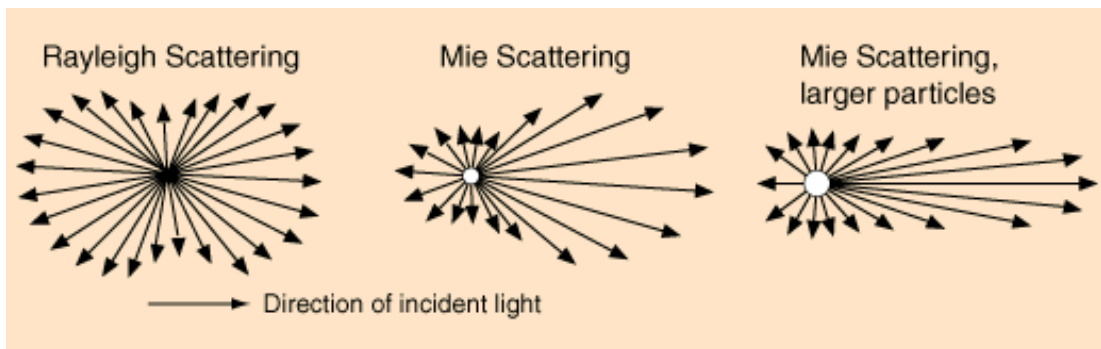 Rayleigh Scattering
Mie Scattering
Mie Scattering,
larger particles
Direction of incident light